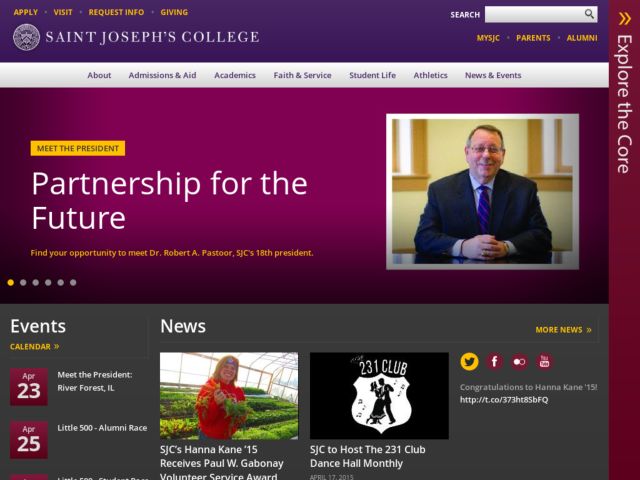 APPLY • VISIT • REQUEST INFO • GIVING
SEARCH
SAINT JOSEPH'S COLLEGE
MYSJC • PARENTS • ALUMNI
» Explore the Core
About Admissions & Aid Academics Faith & Service Student Life Athletics News & Events
MEET THE PRESIDENT
Partnership for the
Future
Find your opportunity to meet Dr. Robert A. Pastoor, SJC's 18th president.
Events
CALENDAR »
Apr
23
Meet the President:
River Forest, IL
Apr
25
Little 500 - Alumni Race
Apr
Little 500 - Student Race
News
MORE NEWS »
SJC's Hanna Kane '15
Receives Paul W. Gabonay
Volunteer Service Award
231 CLUB
SJC to Host The 231 Club
Dance Hall Monthly
APRIL 17, 2015
You
Tube
Congratulations to Hanna Kane '15!
http://t.co/373ht8SbFQ